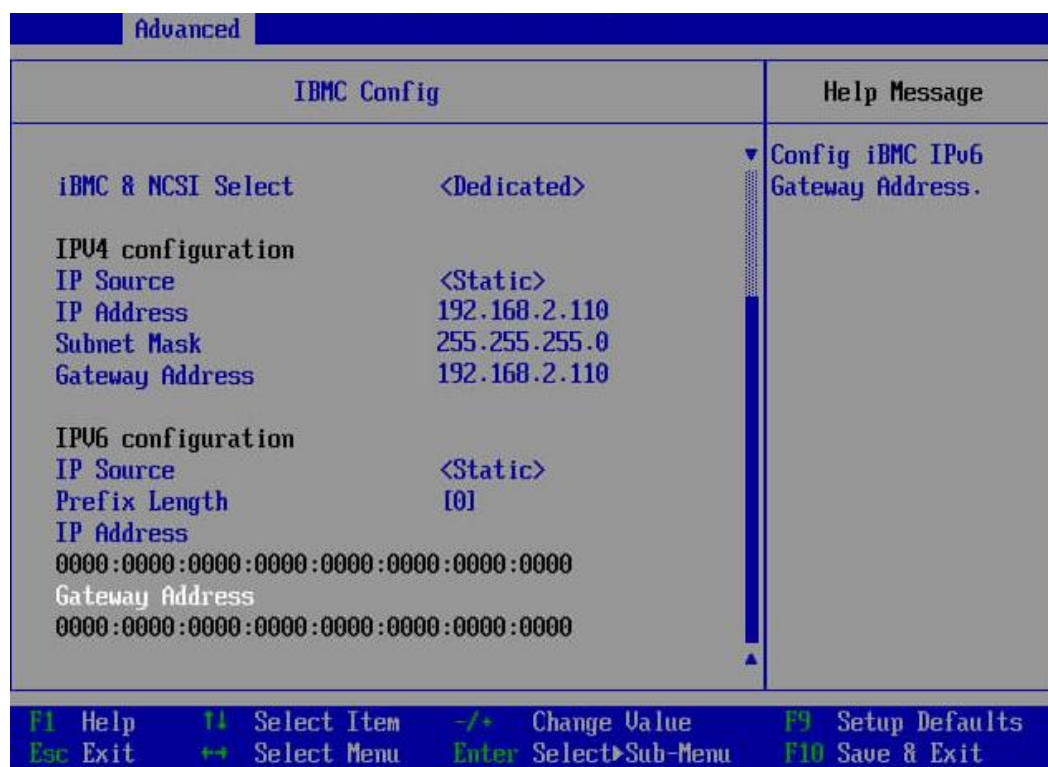 Advanced
IBMC Config
Help Message
Config iBMC IPv6
Gateway Address.
iBMC & NCSI Select <Dedicated>
IPV4 configuration
IP Source <Static>
IP Address 192.168.2.110
Subnet Mask 255.255.255.0
Gateway Address 192.168.2.110
IPV6 configuration
IP Source <Static>
Prefix Length [0]
IP Address
0000:0000:0000:0000:0000:0000:0000:0000
Gateway Address
0000:0000:0000:0000:0000:0000:0000:0000
F1 Help ↑↓ Select Item -/+ Change Value F9 Setup Defaults
Esc Exit ←→ Select Menu Enter Select▶Sub-Menu F10 Save & Exit